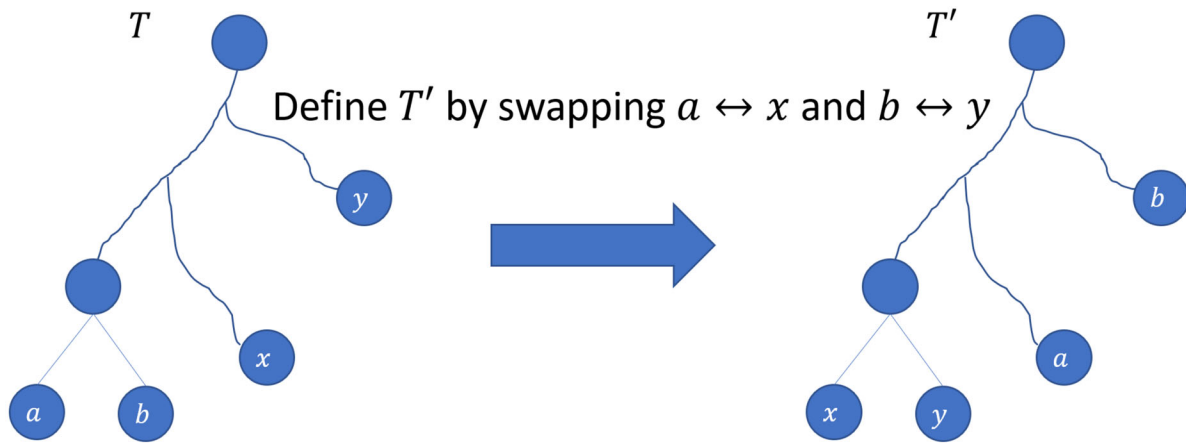 T
T′
Define T′ by swapping a ↔ x and b ↔ y
y
b
x
a
a
b
x
y